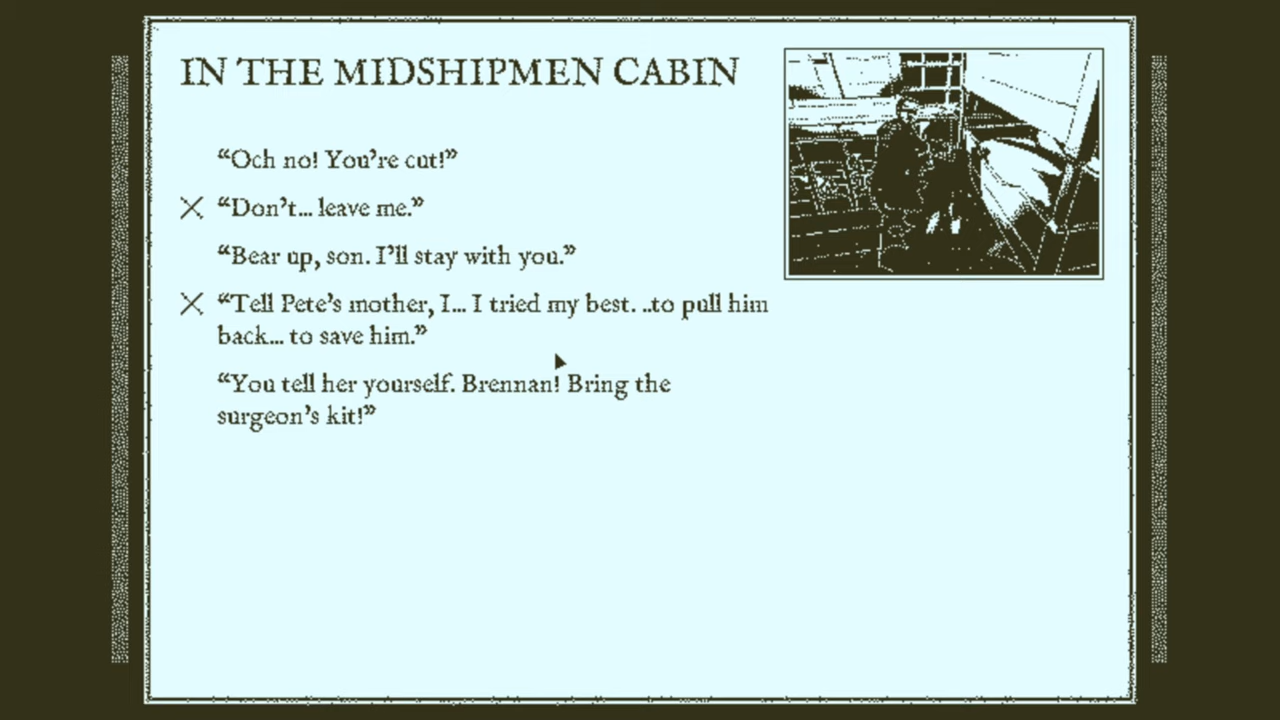 IN THE MIDSHIPMEN CABIN
“Och no! You’re cut!”
“Don’t... leave me.”
“Bear up, son. I’ll stay with you.”
“Tell Pete’s mother, I... I tried my best. ..to pull him
back... to save him.”
“You tell her yourself. Brennan! Bring the
surgeon’s kit!”